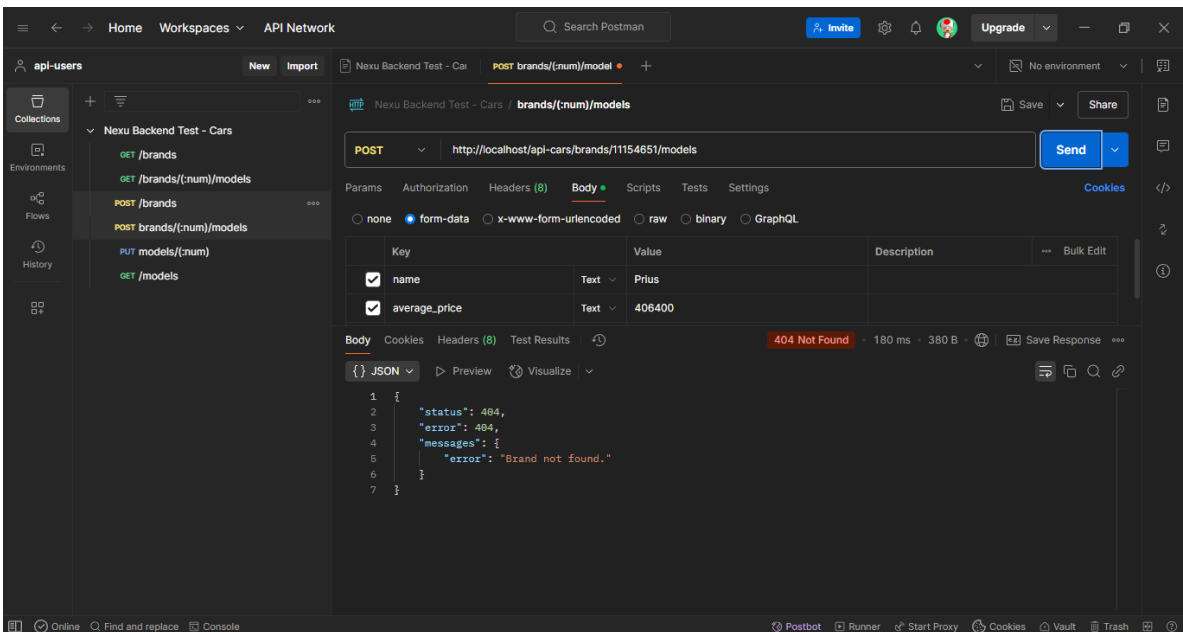 Home Workspaces API Network Search Postman Invite Upgrade
api-users New Import Nexu Backend Test - Car POST brands/(:num)/model No environment
Collections
Environments
Flows
History
Nexu Backend Test - Cars
GET /brands
GET /brands/(:num)/models
POST /brands
POST brands/(:num)/models
PUT models/(:num)
GET /models
HTTP Nexu Backend Test - Cars / brands/(:num)/models Save Share
POST http://localhost/api-cars/brands/11154651/models Send
Params Authorization Headers (8) Body Scripts Tests Settings Cookies
none form-data x-www-form-urlencoded raw binary GraphQL
Key Value Description Bulk Edit
name Text Prius
average_price Text 406400
Body Cookies Headers (8) Test Results 404 Not Found 180 ms 380 B e.g. Save Response
{} JSON Preview Visualize
1 {
2 "status": 404,
3 "error": 404,
4 "messages": {
5 "error": "Brand not found."
6 }
7 }
Online Find and replace Console Postbot Runner Start Proxy Cookies Vault Trash